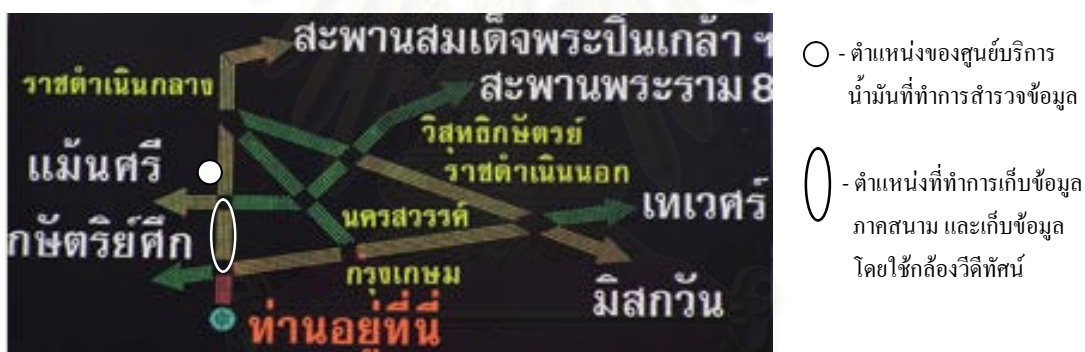 สะพานสมเด็จพระปิ่นเกล้า ฯ
ราชดำเนินกลาง
สะพานพระราม 8
วิสุทธิกษัตรย์
แม้นศรี
ราชดำเนินนอก
เทเวศร์
นครสวรรค์
กษัตริย์ศึก
กรุงเกษม
มิสกวัน
ท่านอยู่ที่นี่
- ตำแหน่งของศูนย์บริการ
น้ำมันที่ทำการสำรวจข้อมูล
- ตำแหน่งที่ทำการเก็บข้อมูล
ภาคสนาม และเก็บข้อมูล
โดยใช้กล้องวีดีทัศน์